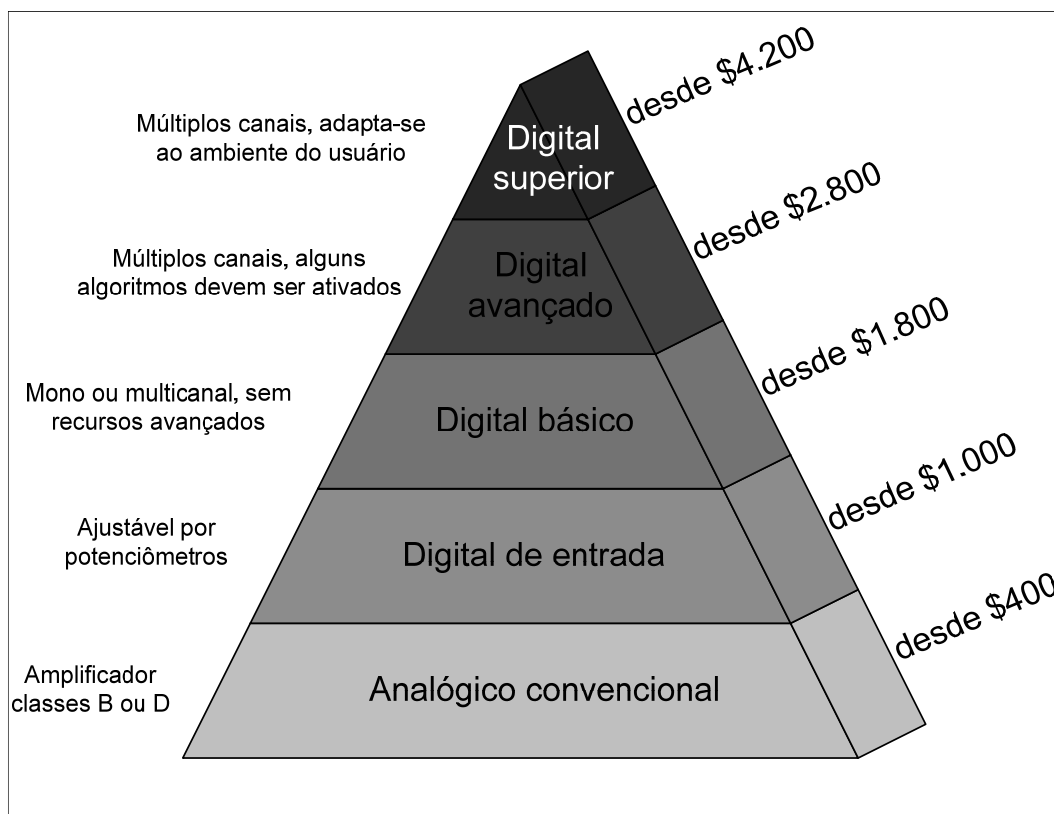 desde $4.200
Múltiplos canais, adapta-se
ao ambiente do usuário
Digital
superior
desde $2.800
Múltiplos canais, alguns
algoritmos devem ser ativados
Digital
avançado
desde $1.800
Mono ou multicanal, sem
recursos avançados
Digital básico
desde $1.000
Ajustável por
potenciômetros
Digital de entrada
desde $400
Amplificador
classes B ou D
Analógico convencional